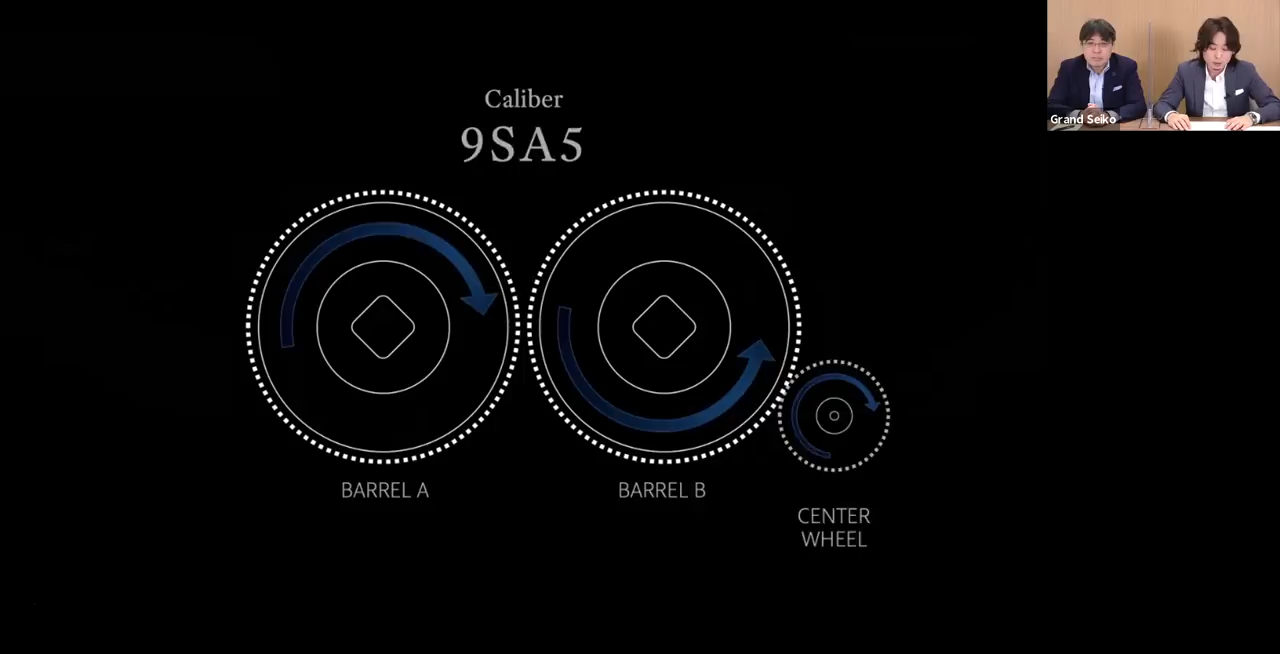 Grand Seiko
Caliber
9SA5
BARREL A
BARREL B
CENTER
WHEEL